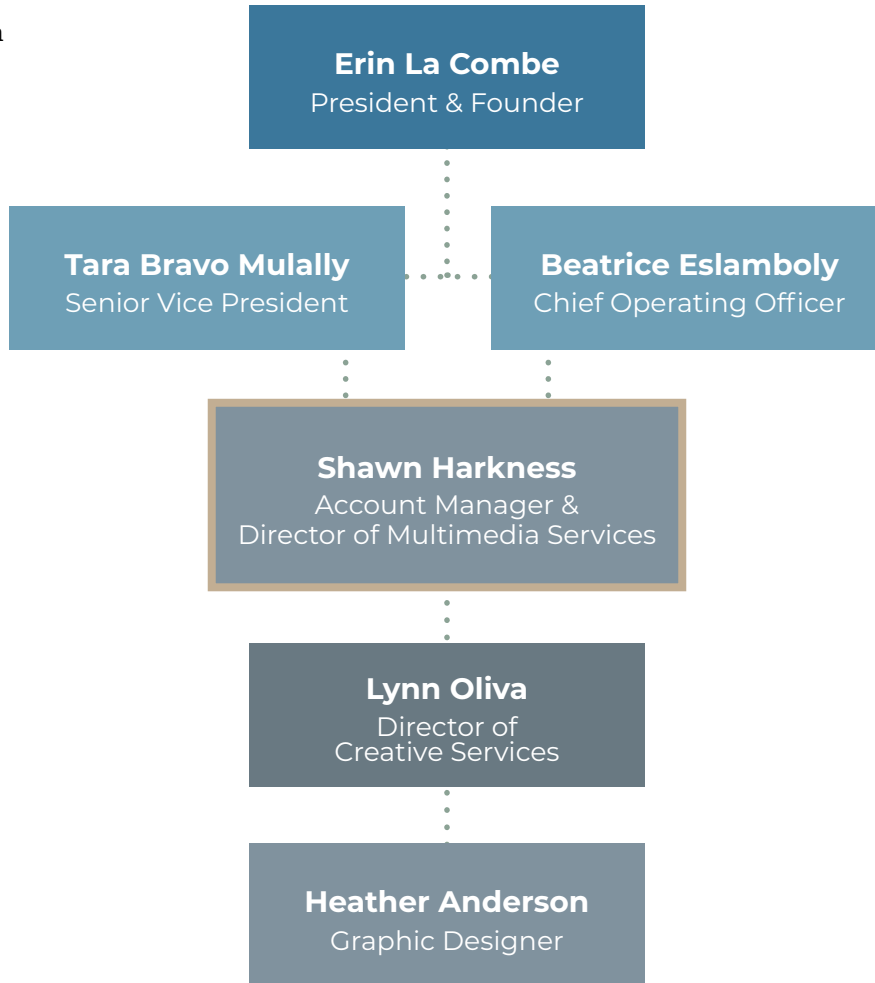 Erin La Combe
President & Founder
Tara Bravo Mulally
Senior Vice President
Beatrice Eslamboly
Chief Operating Officer
Shawn Harkness
Account Manager &
Director of Multimedia Services
Lynn Oliva
Director of
Creative Services
Heather Anderson
Graphic Designer